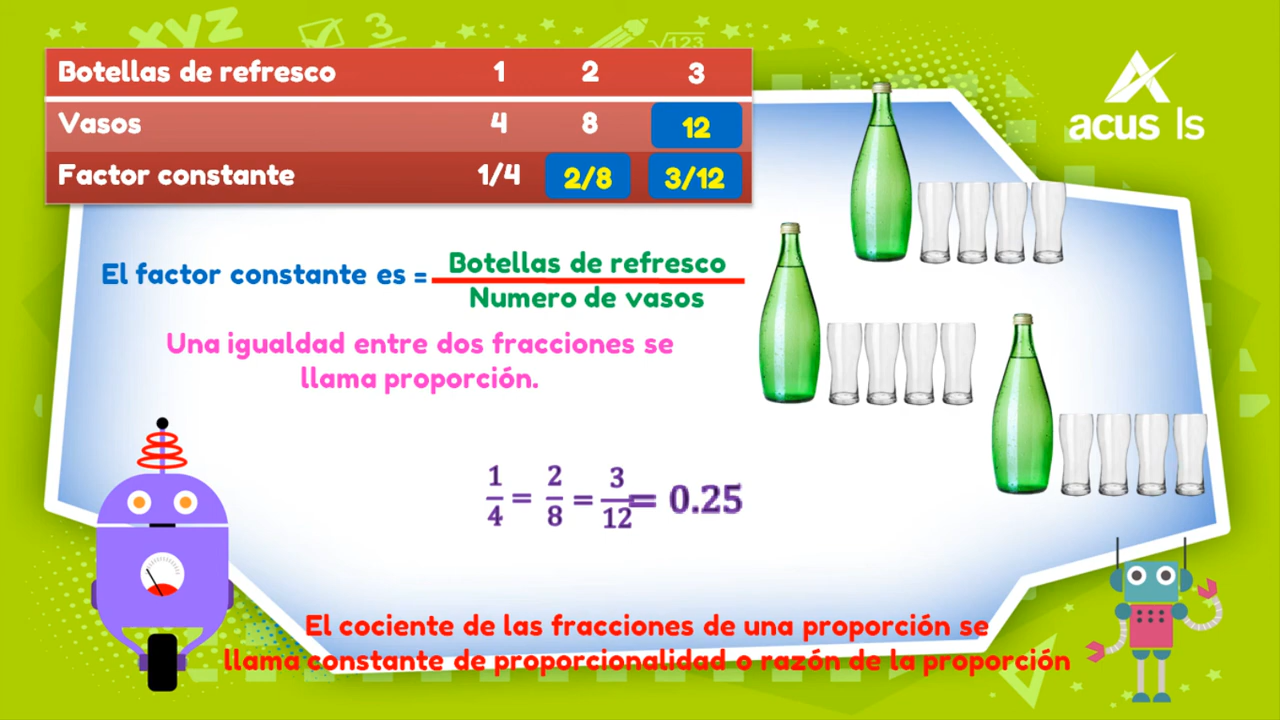 xyz
3
√123
Botellas de refresco 1 2 3
Vasos 4 8 12
Factor constante 1/4 2/8 3/12
acus ls
El factor constante es = Botellas de refresco
Numero de vasos
Una igualdad entre dos fracciones se
llama proporción.
1/4 = 2/8 = 3/12 = 0.25
El cociente de las fracciones de una proporción se
llama constante de proporcionalidad o razón de la proporción